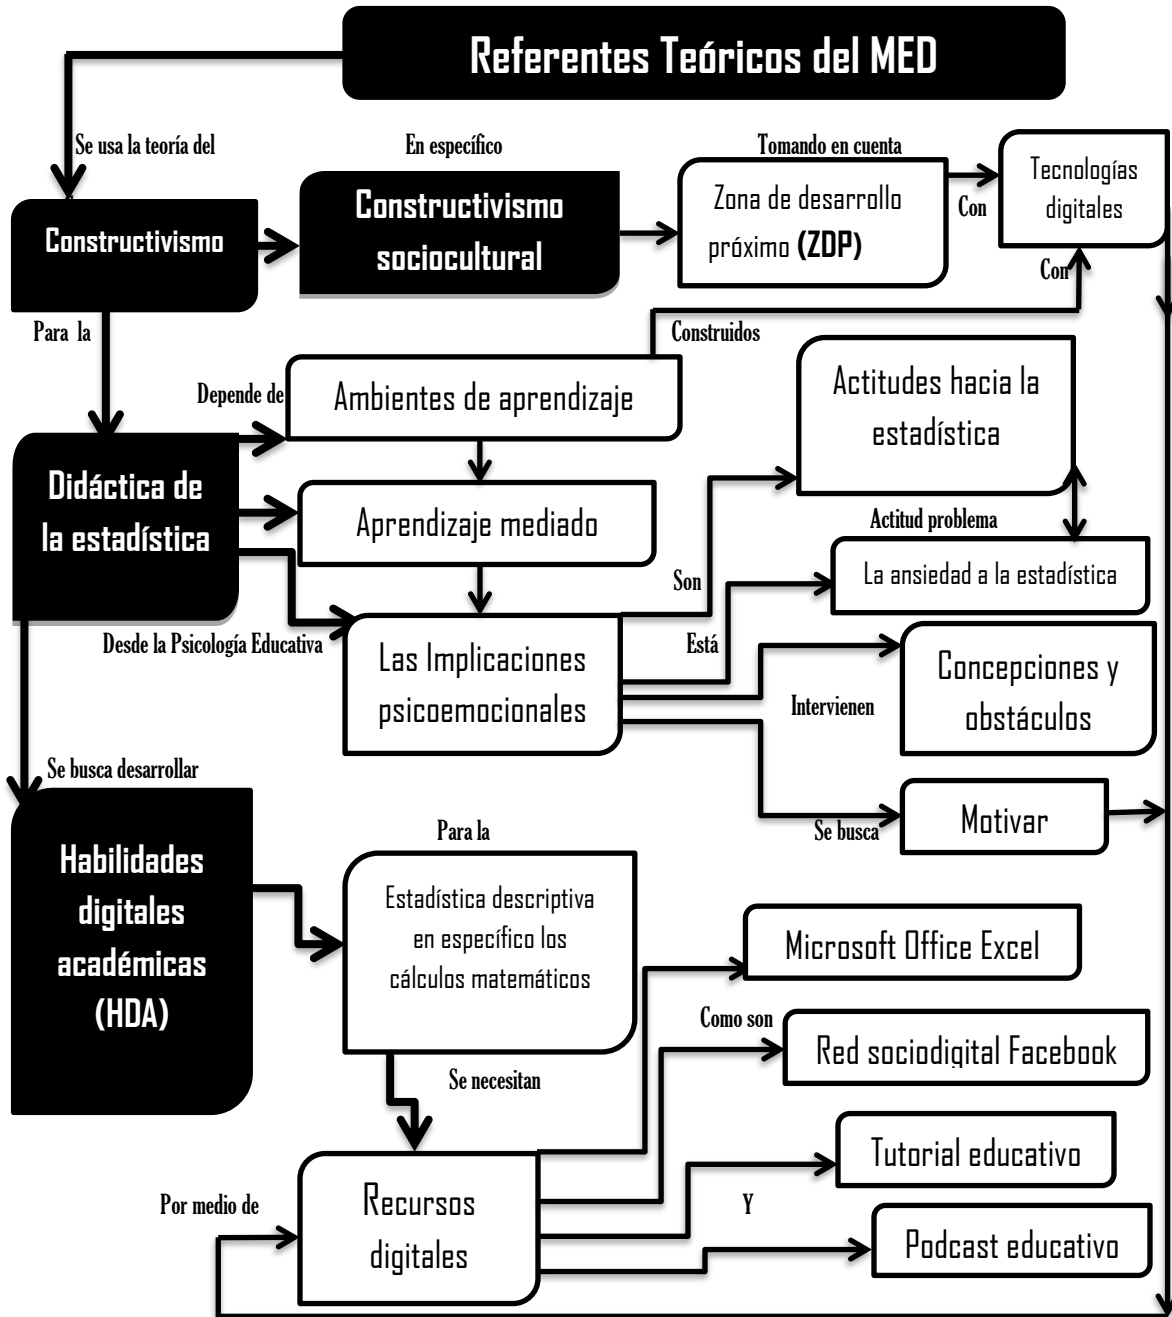 Referentes Teóricos del MED
Se usa la teoría del
En específico
Tomando en cuenta
Constructivismo
Constructivismo
sociocultural
Zona de desarrollo
próximo (ZDP)
Con
Tecnologías
digitales
Con
Para la
Construidos
Depende de
Ambientes de aprendizaje
Actitudes hacia la
estadística
Didáctica de
la estadística
Aprendizaje mediado
Actitud problema
Son
La ansiedad a la estadística
Desde la Psicología Educativa
Está
Las Implicaciones
psicoemocionales
Intervienen
Concepciones y
obstáculos
Se busca desarrollar
Se busca
Motivar
Habilidades
digitales
académicas
(HDA)
Para la
Estadística descriptiva
en específico los
cálculos matemáticos
Microsoft Office Excel
Como son
Red sociodigital Facebook
Se necesitan
Tutorial educativo
Por medio de
Recursos
digitales
Y
Podcast educativo